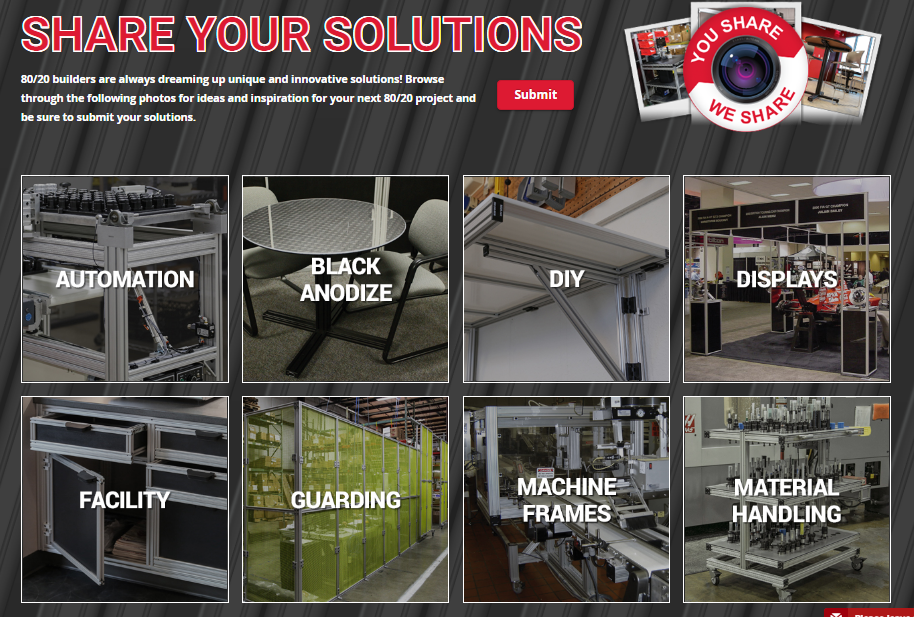 SHARE YOUR SOLUTIONS
80/20 builders are always dreaming up unique and innovative solutions! Browse
through the following photos for ideas and inspiration for your next 80/20 project and
be sure to submit your solutions.
Submit
YOU SHARE
WE SHARE
AUTOMATION
BLACK
ANODIZE
DIY
DISPLAYS
FACILITY
GUARDING
MACHINE
FRAMES
MATERIAL
HANDLING